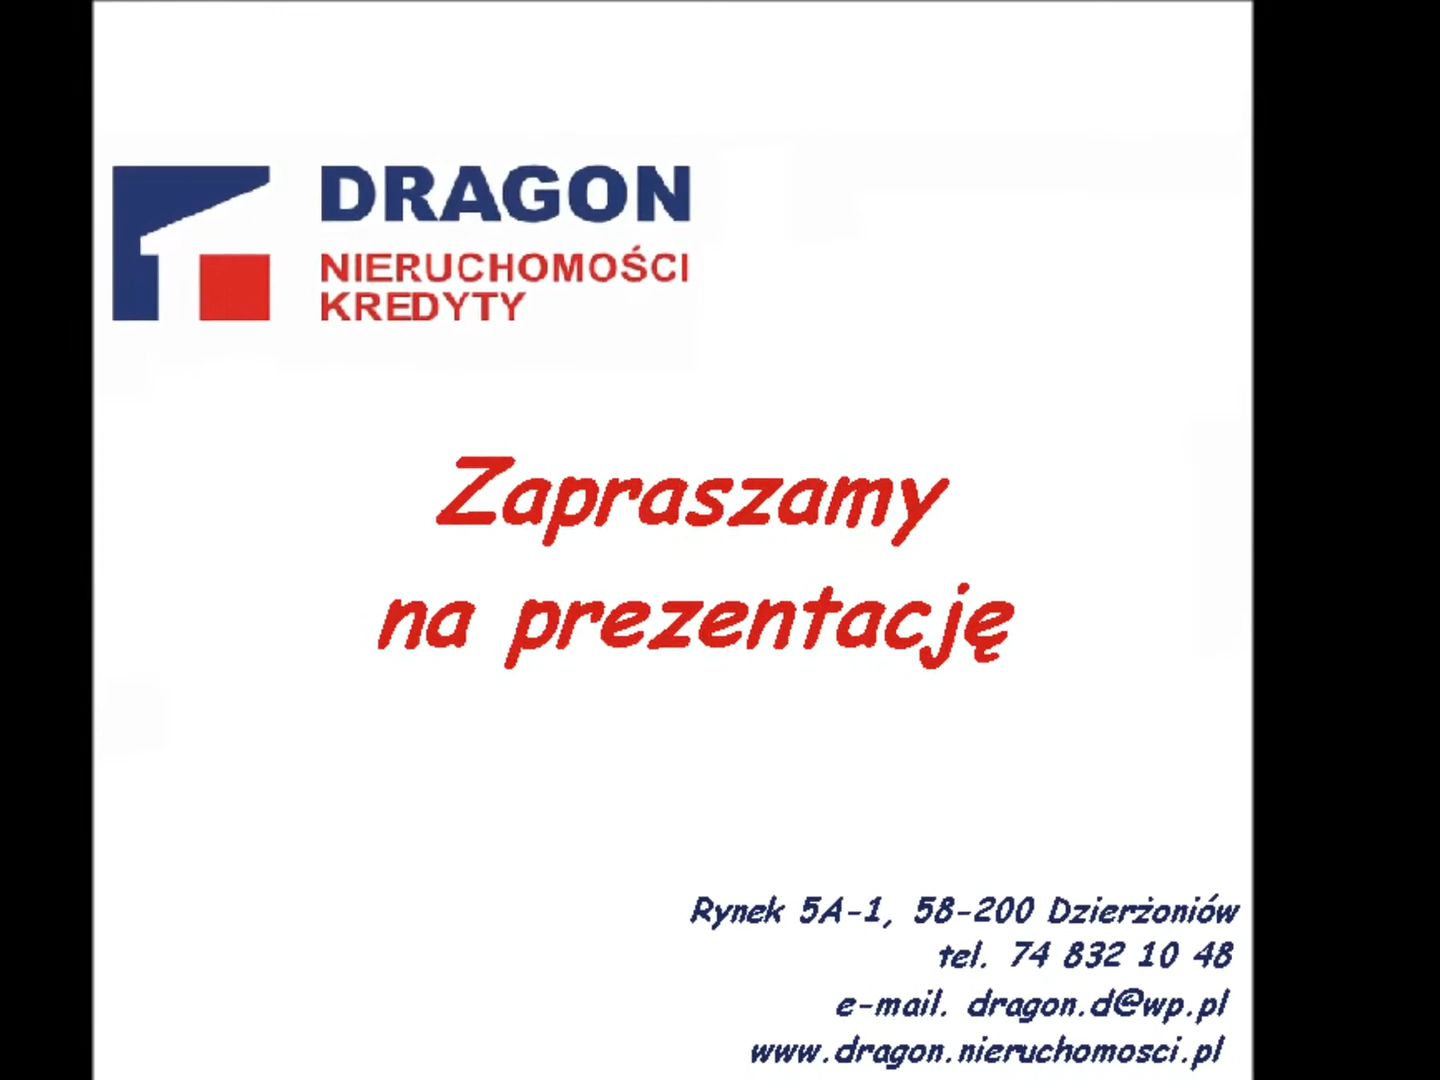 DRAGON
NIERUCHOMOŚCI
KREDYTY
Zapraszamy
na prezentację
Rynek 5A-1, 58-200 Dzierżoniów
tel. 74 832 10 48
e-mail. dragon.d@wp.pl
www.dragon.nieruchomosci.pl